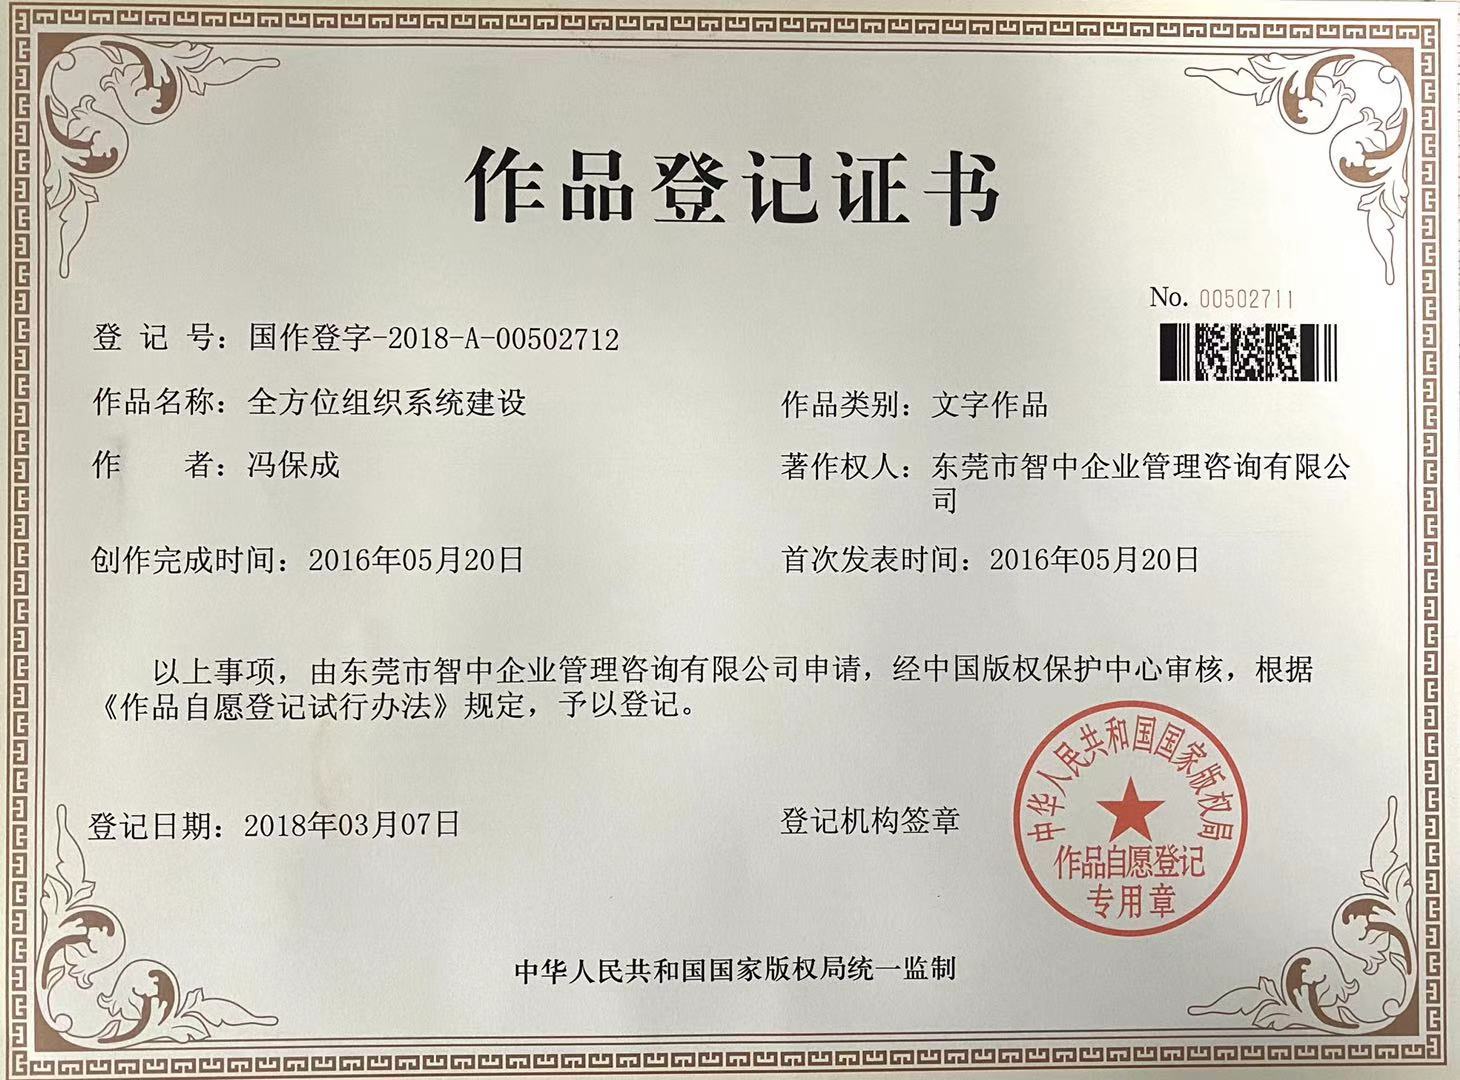 作品登记证书
No. 00502711
登 记 号：国作登字-2018-A-00502712
作品名称：全方位组织系统建设
作品类别：文字作品
作 者：冯保成
著作权人：东莞市智中企业管理咨询有限公
司
创作完成时间：2016年05月20日
首次发表时间：2016年05月20日
以上事项，由东莞市智中企业管理咨询有限公司申请，经中国版权保护中心审核，根据
《作品自愿登记试行办法》规定，予以登记。
登记日期：2018年03月07日
登记机构签章
中华人民共和国国家版权局
作品自愿登记
专用章
中华人民共和国国家版权局统一监制